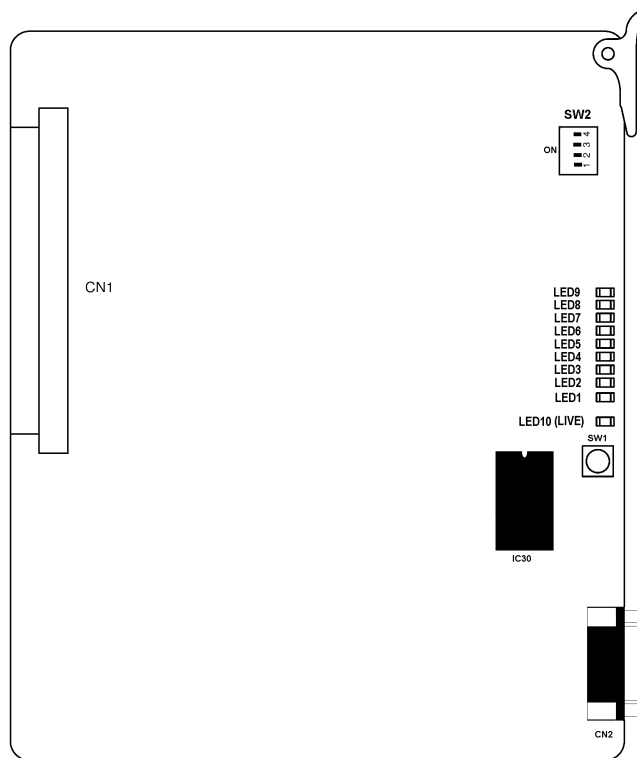 SW2
ON
4
3
2
1
CN1
LED9
LED8
LED7
LED6
LED5
LED4
LED3
LED2
LED1
LED10 (LIVE)
SW1
IC30
CN2